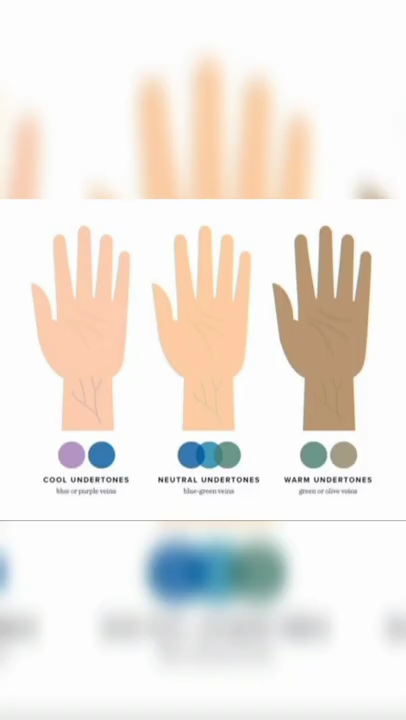 COOL UNDERTONES
blue or purple veins
NEUTRAL UNDERTONES
blue-green veins
WARM UNDERTONES
green or olive veins